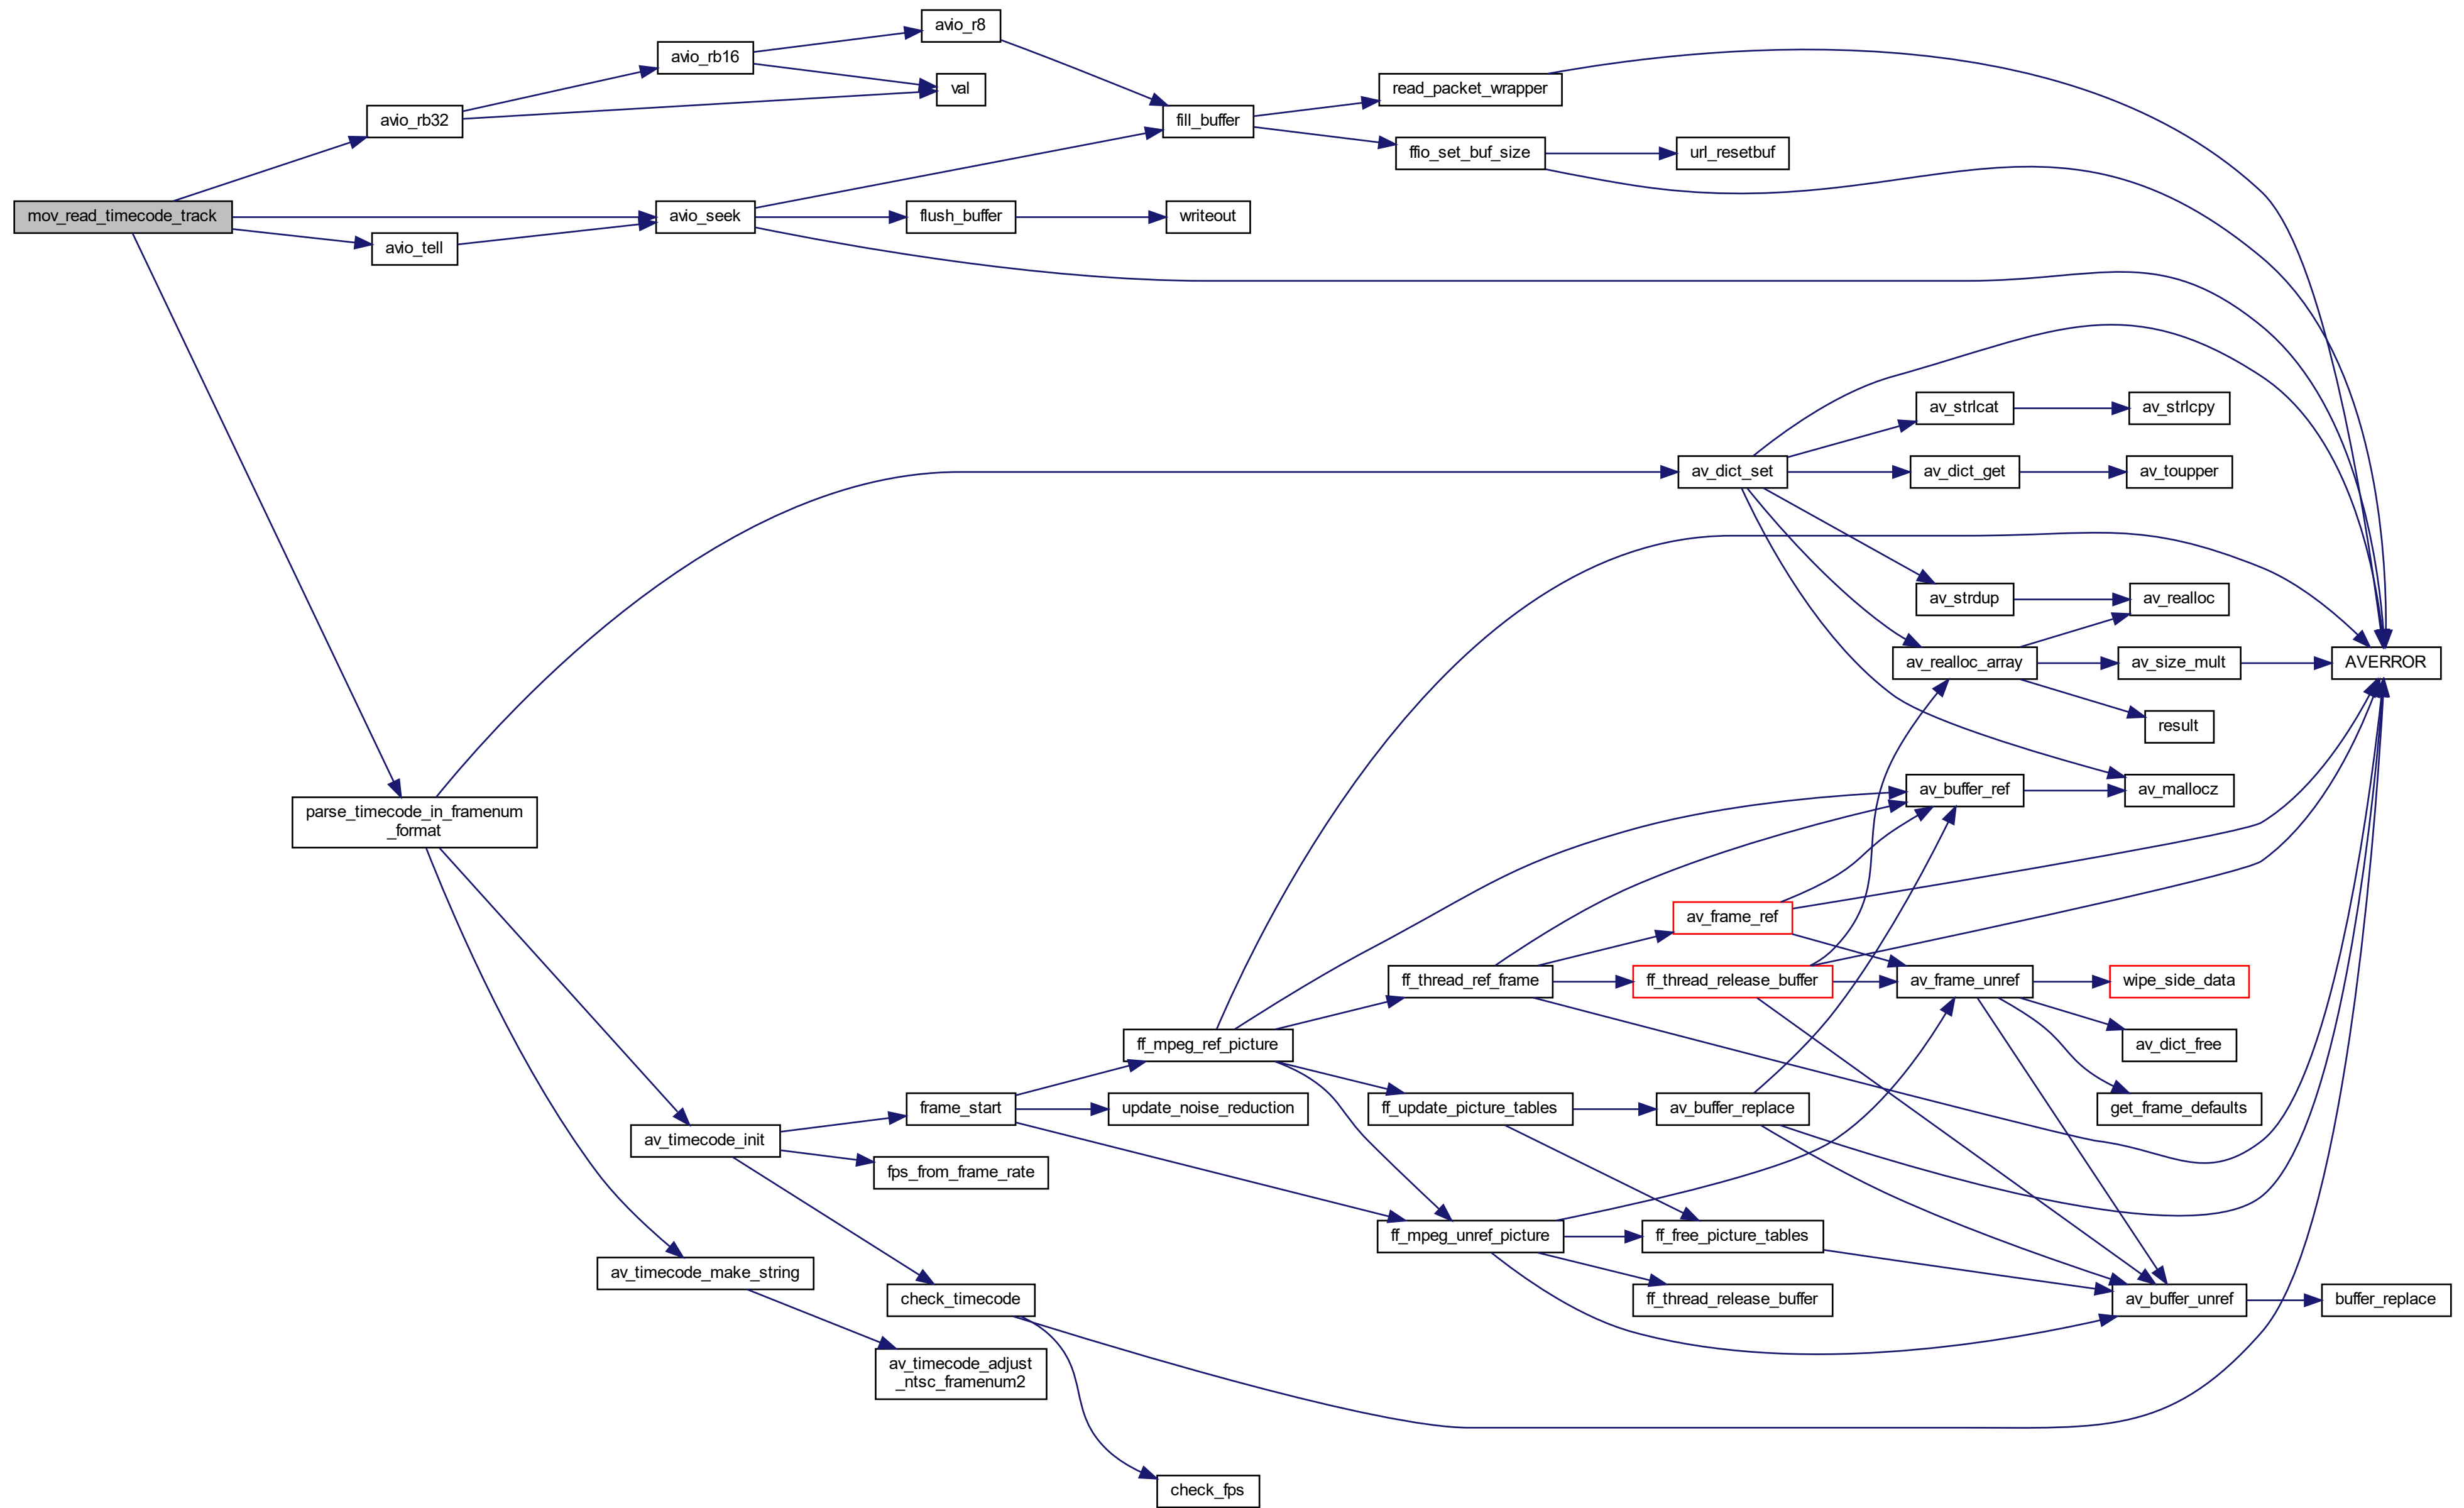 avio_r8
avio_rb16
read_packet_wrapper
val
avio_rb32
fill_buffer
ffio_set_buf_size
url_resetbuf
mov_read_timecode_track
avio_seek
flush_buffer
writeout
avio_tell
av_strlcat
av_strlcpy
av_dict_set
av_dict_get
av_toupper
av_strdup
av_realloc
av_realloc_array
av_size_mult
AVERROR
result
av_buffer_ref
av_mallocz
parse_timecode_in_framenum
_format
av_frame_ref
ff_thread_ref_frame
ff_thread_release_buffer
av_frame_unref
wipe_side_data
ff_mpeg_ref_picture
av_dict_free
frame_start
update_noise_reduction
ff_update_picture_tables
av_buffer_replace
get_frame_defaults
av_timecode_init
fps_from_frame_rate
ff_mpeg_unref_picture
ff_free_picture_tables
av_timecode_make_string
check_timecode
ff_thread_release_buffer
av_buffer_unref
buffer_replace
av_timecode_adjust
_ntsc_framenum2
check_fps